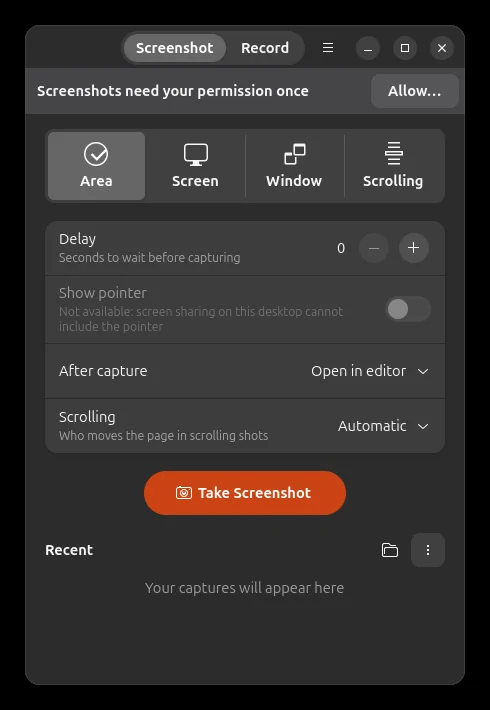 Screenshot
Record
Screenshots need your permission once
Allow...
Area
Screen
Window
Scrolling
Delay
Seconds to wait before capturing
0
Show pointer
Not available: screen sharing on this desktop cannot
include the pointer
After capture
Open in editor
Scrolling
Who moves the page in scrolling shots
Automatic
Take Screenshot
Recent
Your captures will appear here